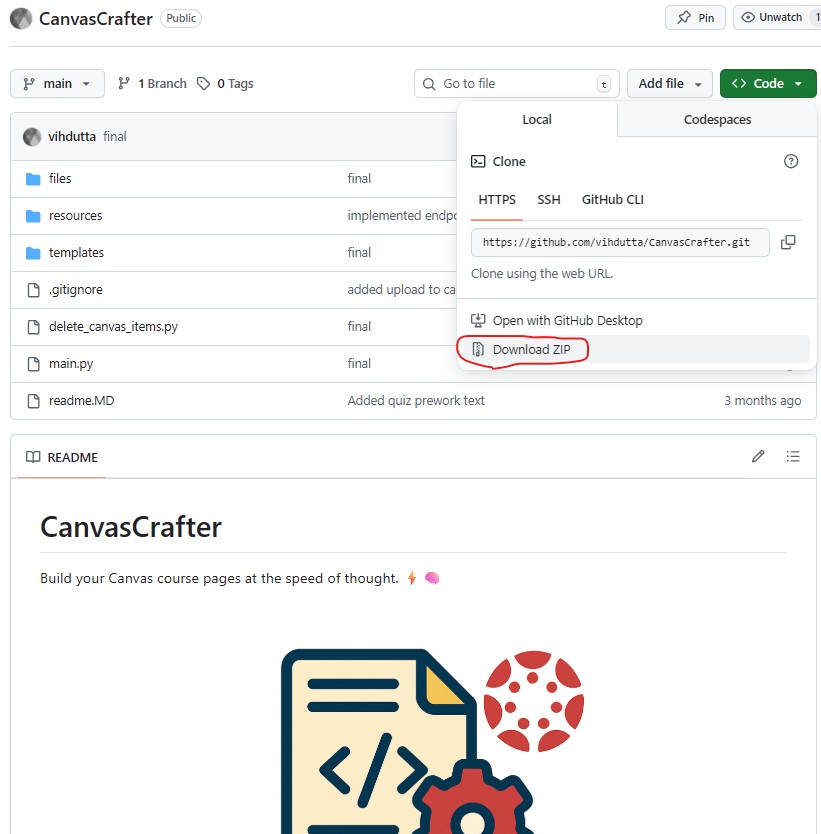 CanvasCrafter Public Pin Unwatch 1
main 1 Branch 0 Tags Go to file t Add file <> Code
Local Codespaces
vihdutta final
Clone
files final
HTTPS SSH GitHub CLI
resources implemented endpo
https://github.com/vihdutta/CanvasCrafter.git
templates final
Clone using the web URL.
.gitignore added upload to ca
Open with GitHub Desktop
delete_canvas_items.py final
Download ZIP
main.py final
readme.MD Added quiz prework text 3 months ago
README
CanvasCrafter
Build your Canvas course pages at the speed of thought. ⚡ 🧠
</>